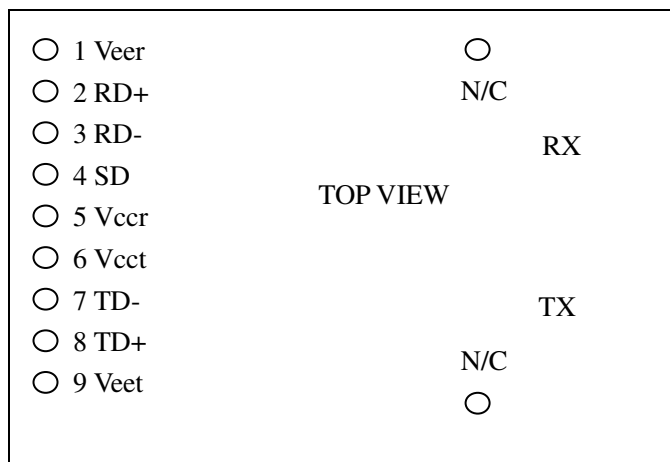 1 Veer
2 RD+
3 RD-
4 SD
5 Vccr
6 Vcct
7 TD-
8 TD+
9 Veet
TOP VIEW
N/C
RX
TX
N/C